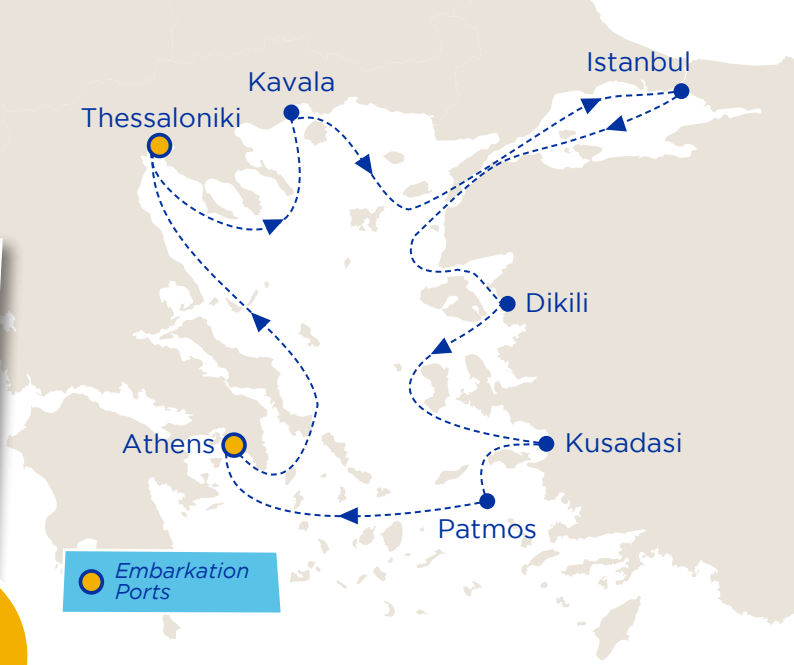 Istanbul
Kavala
Thessaloniki
Dikili
Athens
Kusadasi
Patmos
Embarkation
Ports